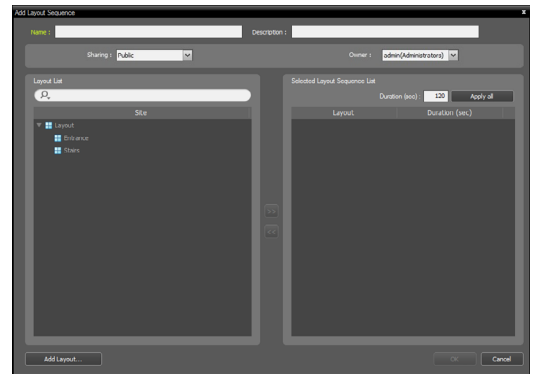 Add Layout Sequence
Name :
Description :
Sharing : Public
Owner : admin(Administrators)
Layout List
Selected Layout Sequence List
Duration (sec) 120 Apply all
Site
Layout Duration (sec)
Layout
Entrance
Stairs
Add Layout...
OK Cancel